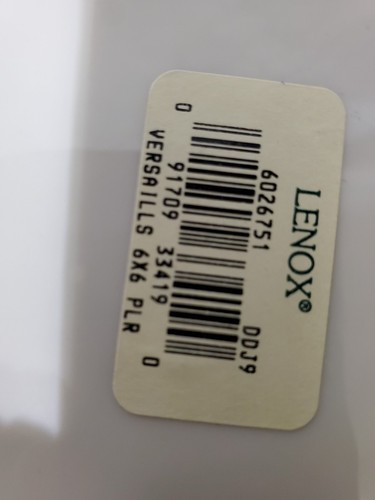 LENOX®
6026751 DDJ9
0 91709 33419 0
VERSAILLS 6X6 PLR